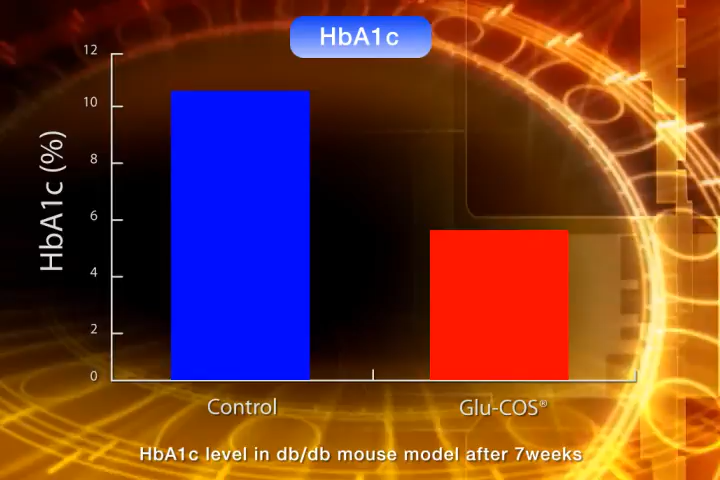 HbA1c
12
10
8
6
4
2
0
HbA1c (%)
Control
Glu-COS®
HbA1c level in db/db mouse model after 7weeks